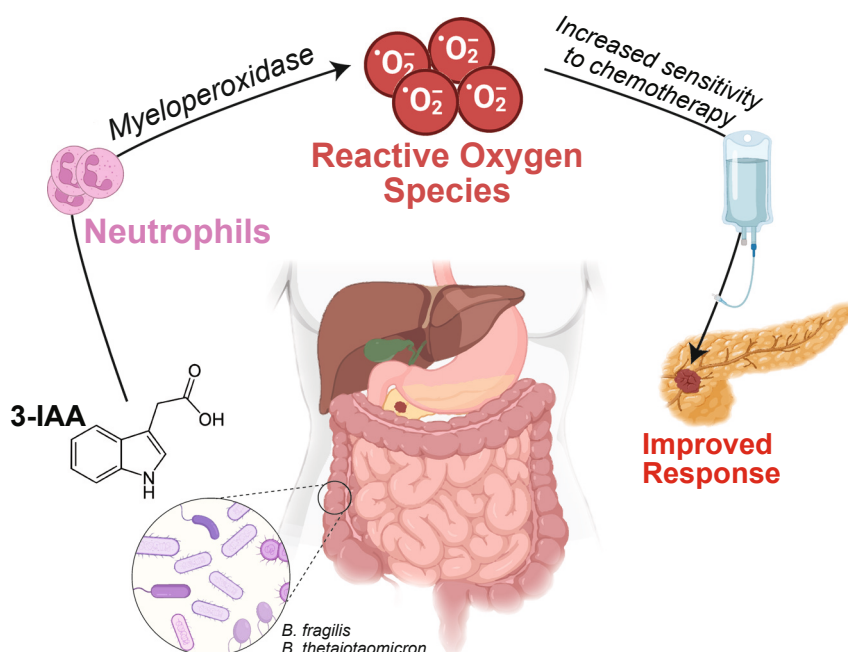 Myeloperoxidase
•O2−
•O2−
•O2−
•O2−
Reactive Oxygen
Species
Increased sensitivity
to chemotherapy
Neutrophils
3-IAA
O
OH
N
H
Improved
Response
B. fragilis
B. thetaiotaomicron